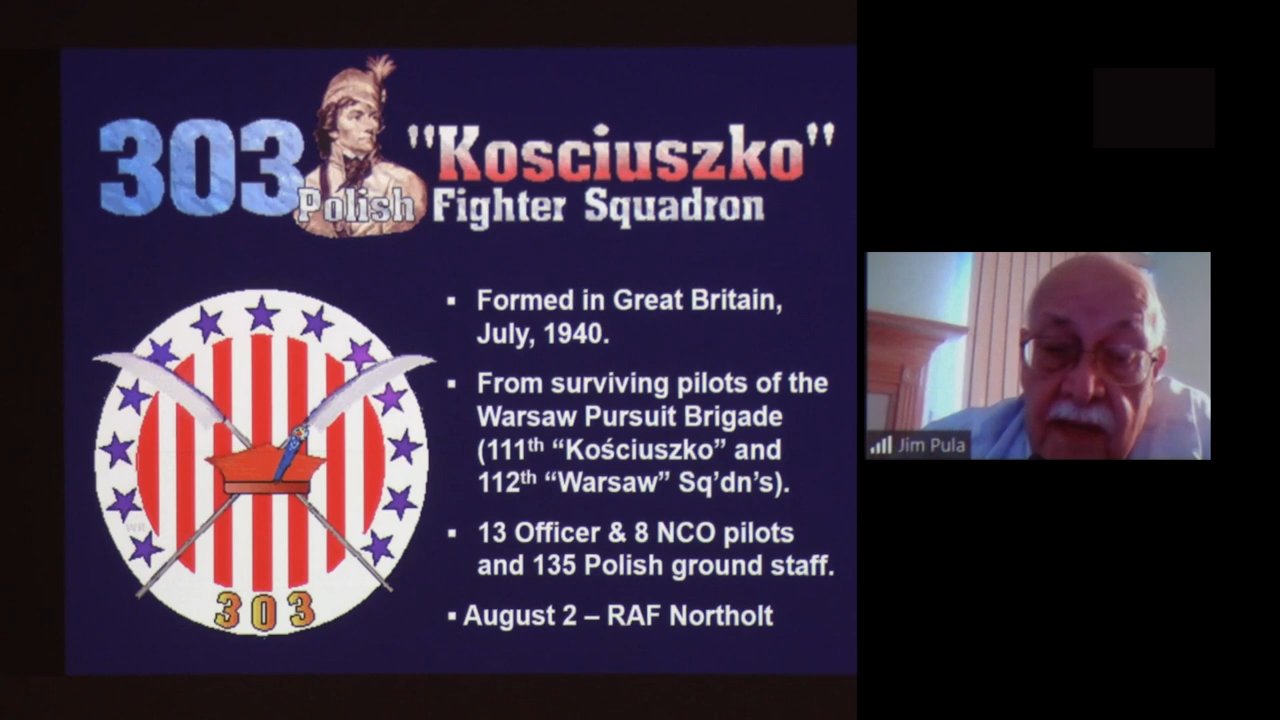 303 "Kosciuszko"
Polish Fighter Squadron
▪ Formed in Great Britain,
July, 1940.
▪ From surviving pilots of the
Warsaw Pursuit Brigade
(111th “Kościuszko” and
112th “Warsaw” Sq’dn’s).
▪ 13 Officer & 8 NCO pilots
and 135 Polish ground staff.
▪ August 2 – RAF Northolt
WR
303
Jim Pula